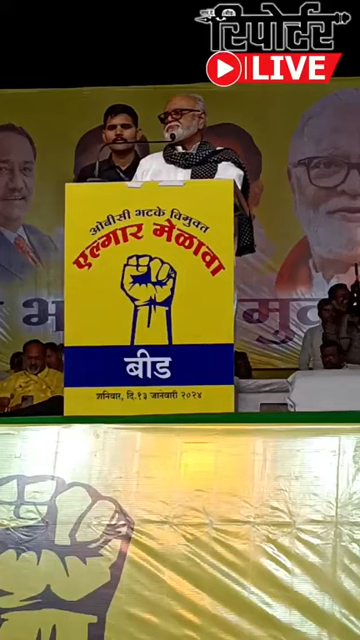 रिपोर्टर
LIVE
ओबीसी भटके विमुक्त
एल्गार मेळावा
बीड
शनिवार, दि.१३ जानेवारी २०२४